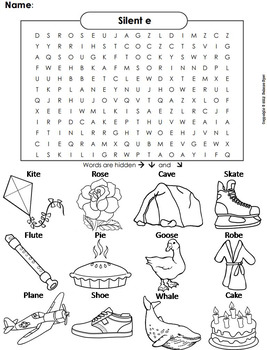 Name:
Silent e
D S R O S E U J A G Z L D I M Z C Z
Y Y R R I H S T C O C Z C T S V I G
A Q S O U G K F T O C K Y S W Y R G
F W E H B K A F M S O R I N N D P L
U U H B B E T C L E W D X T E M E
T K E P L A N E R J H U T E E W T O
Q J R H U J O V V Q T A Z O L A X F
X E E I W M L K I S A E Z L R C J F
I R P D C A K E P H T W O E H J V N
L C I E O R A N Q X U B K M E V G E W X
L S K I L I G R W P T A O A Y I F Q
Words are hidden
and
Kite Rose Cave Skate
Flute Pie Goose Robe
Plane Shoe Whale Cake